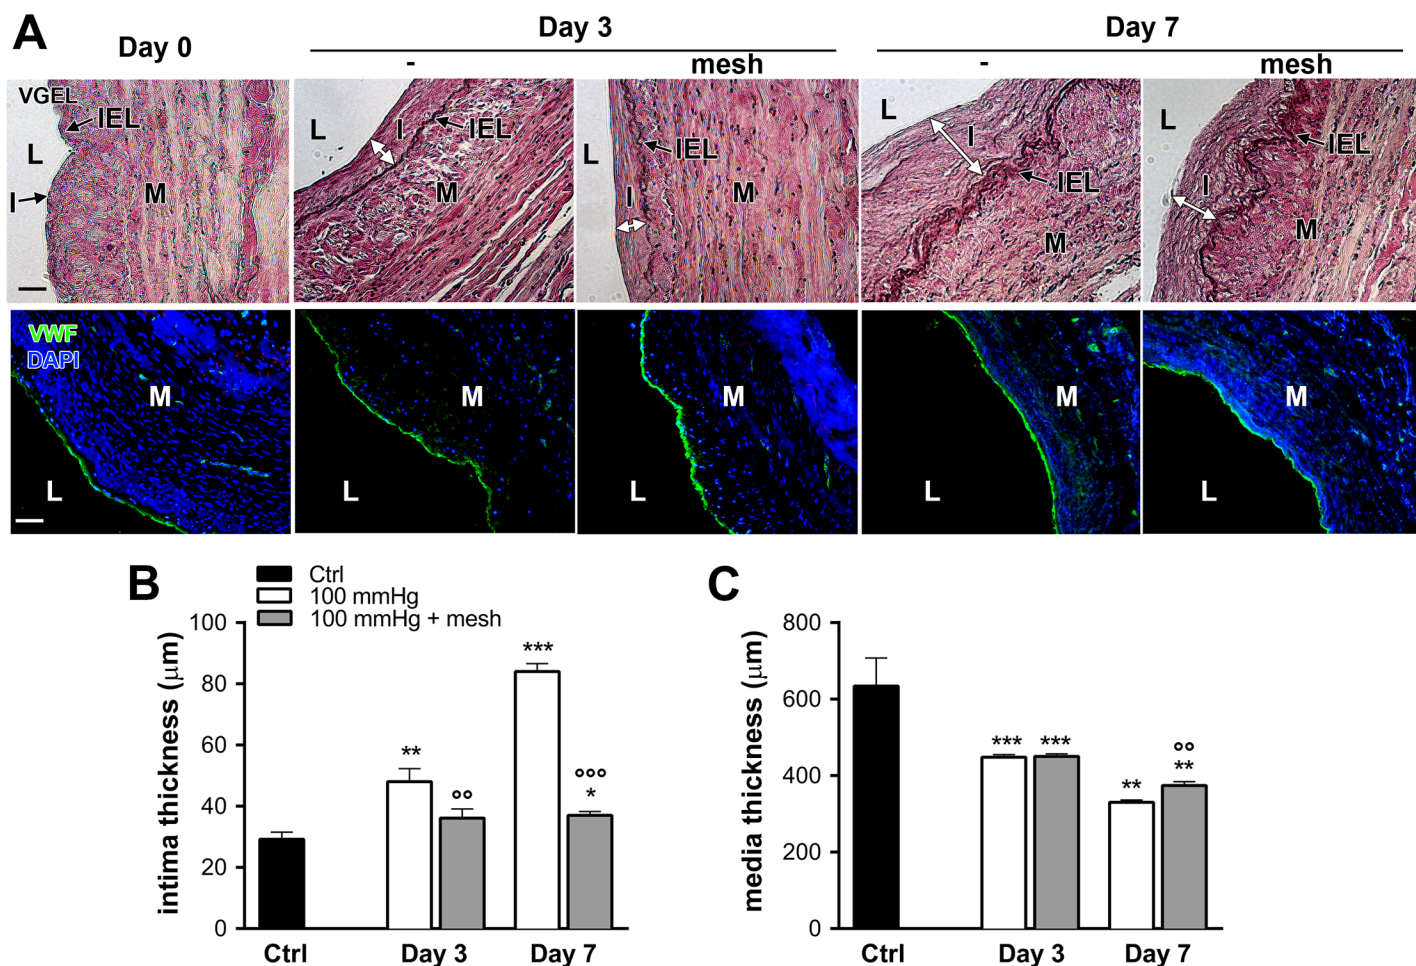 A
Day 0
Day 3
Day 7
-
mesh
-
mesh
VGEL
IEL
L
I
M
L
I
IEL
M
L
IEL
I
M
L
I
IEL
M
L
I
IEL
M
VWF
DAPI
M
L
M
L
M
L
M
L
M
L
B
Ctrl
100 mmHg
100 mmHg + mesh
intima thickness (μm)
100
80
60
40
20
0
**
°°
***
°°°
*
Ctrl
Day 3
Day 7
C
media thickness (μm)
800
600
400
200
0
***
***
**
°°
**
Ctrl
Day 3
Day 7